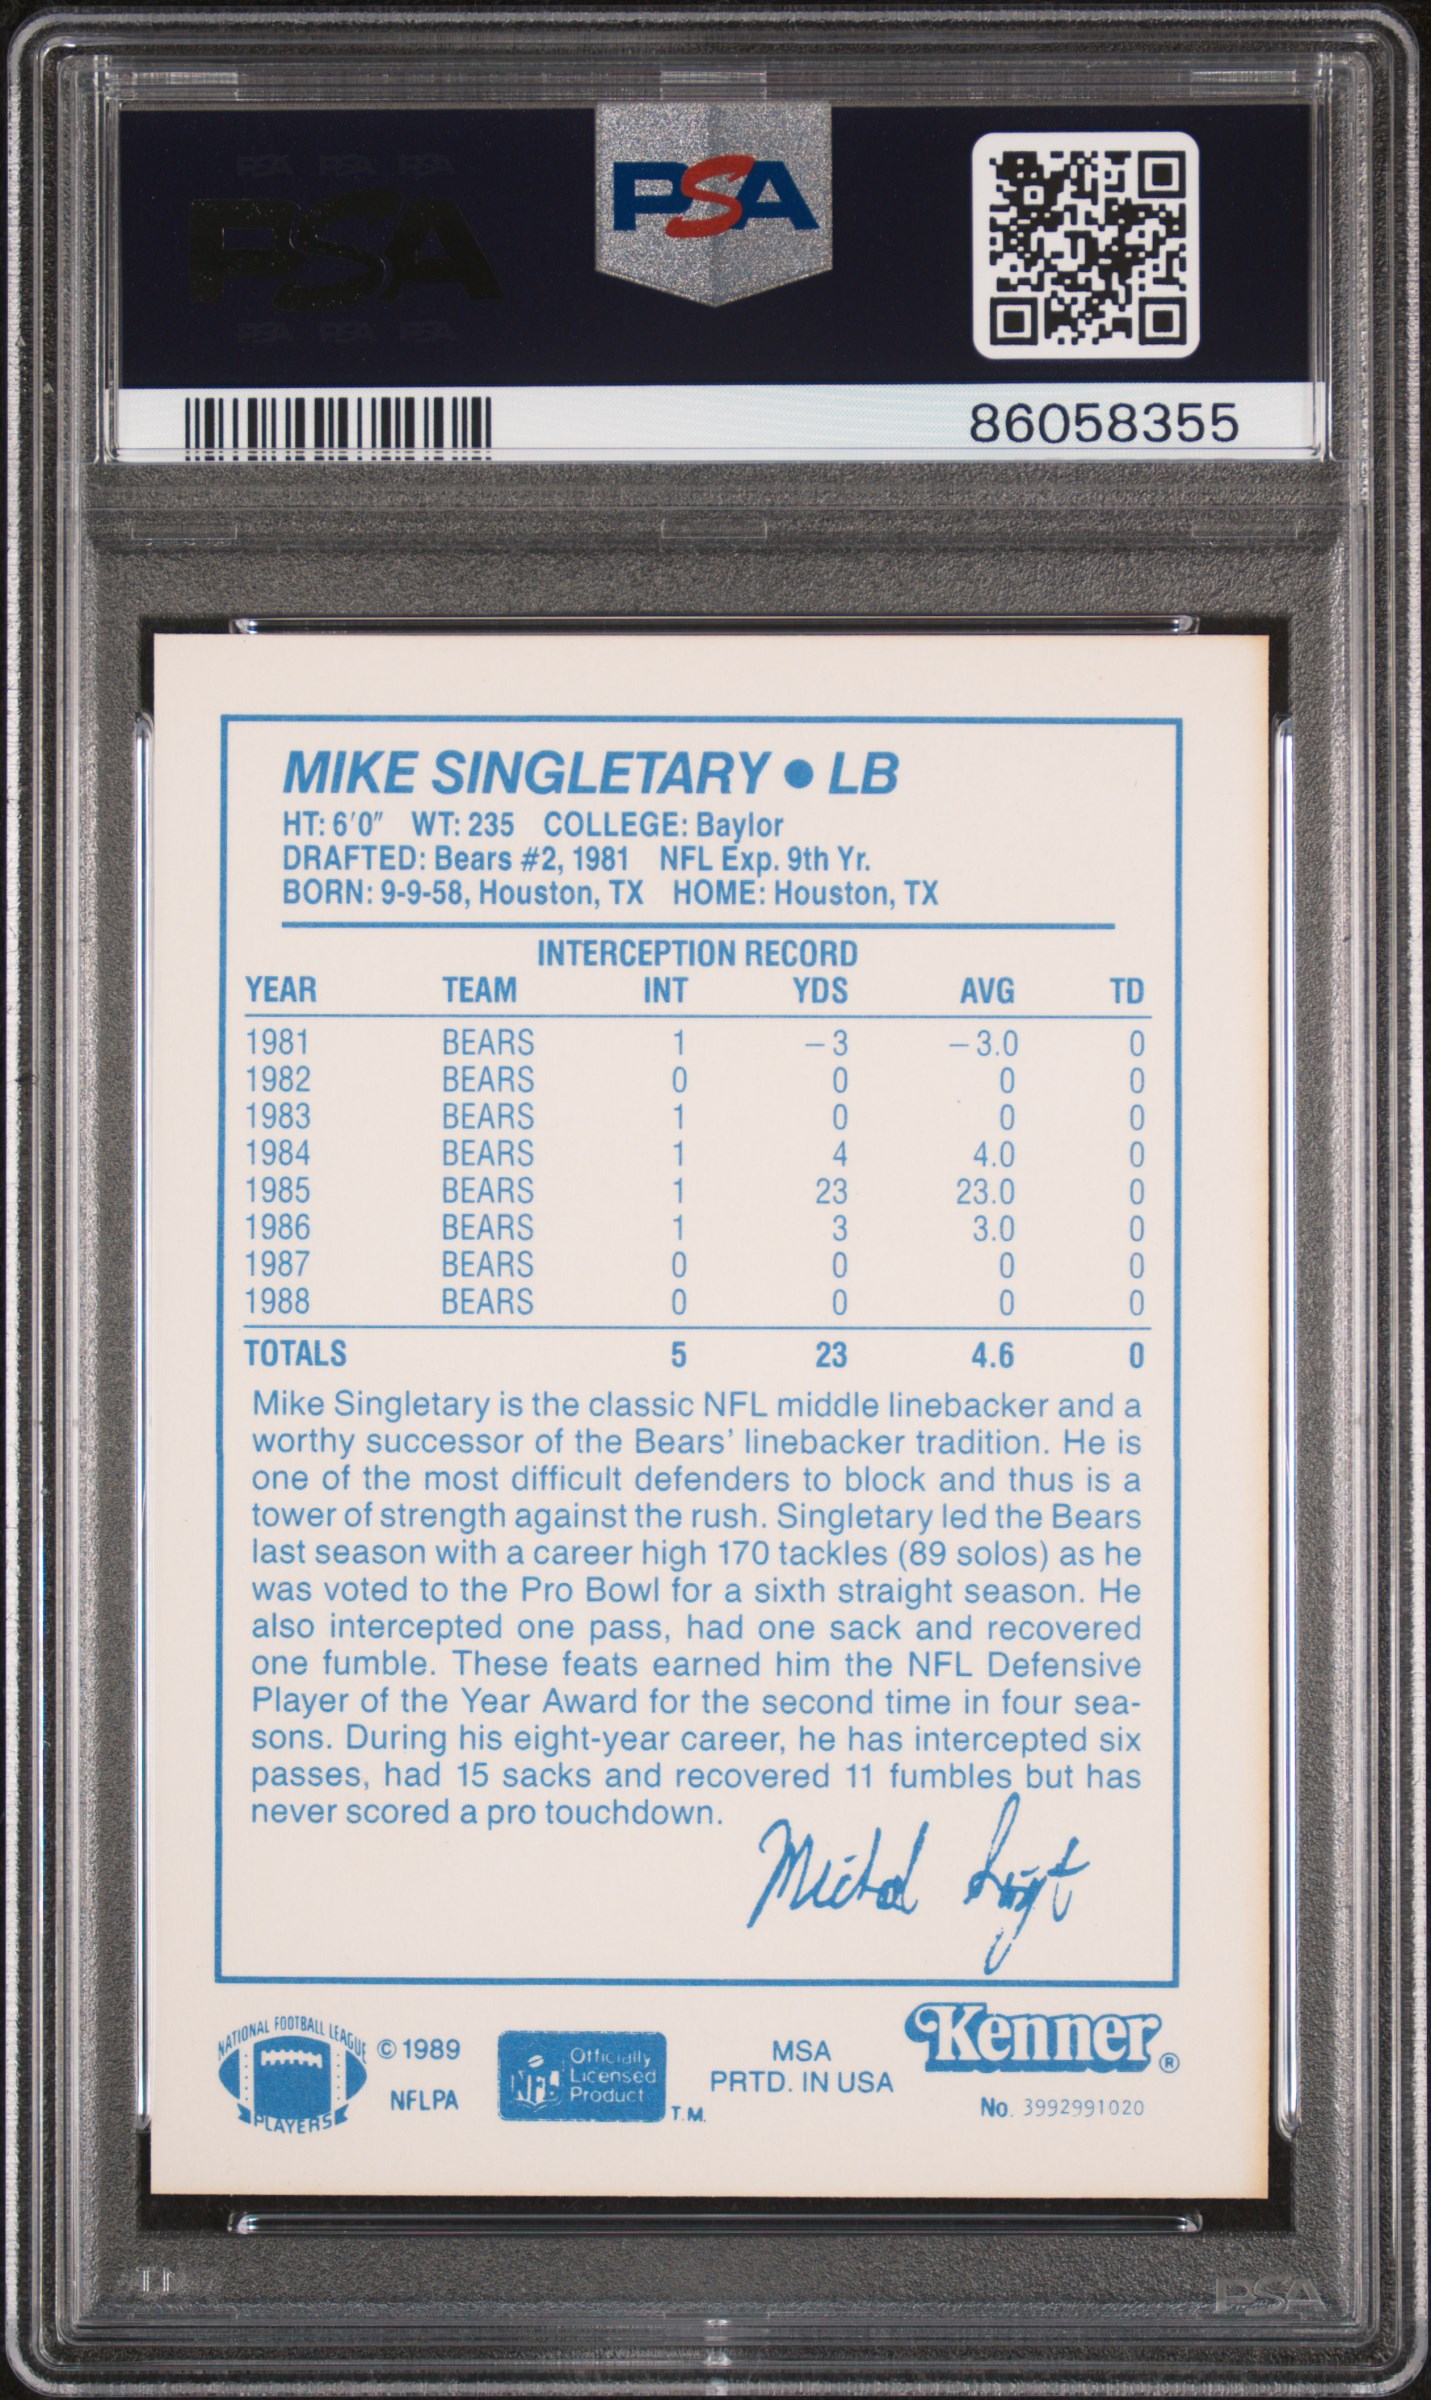 PSA PSA PSA
PSA
PSA PSA PSA
PSA
86058355
MIKE SINGLETARY • LB
HT: 6'0" WT: 235 COLLEGE: Baylor
DRAFTED: Bears #2, 1981 NFL Exp. 9th Yr.
BORN: 9-9-58, Houston, TX HOME: Houston, TX
INTERCEPTION RECORD
YEAR TEAM INT YDS AVG TD
1981 BEARS 1 –3 –3.0 0
1982 BEARS 0 0 0 0
1983 BEARS 1 0 0 0
1984 BEARS 1 4 4.0 0
1985 BEARS 1 23 23.0 0
1986 BEARS 1 3 3.0 0
1987 BEARS 0 0 0 0
1988 BEARS 0 0 0 0
TOTALS 5 23 4.6 0
Mike Singletary is the classic NFL middle linebacker and a
worthy successor of the Bears' linebacker tradition. He is
one of the most difficult defenders to block and thus is a
tower of strength against the rush. Singletary led the Bears
last season with a career high 170 tackles (89 solos) as he
was voted to the Pro Bowl for a sixth straight season. He
also intercepted one pass, had one sack and recovered
one fumble. These feats earned him the NFL Defensive
Player of the Year Award for the second time in four sea-
sons. During his eight-year career, he has intercepted six
passes, had 15 sacks and recovered 11 fumbles but has
never scored a pro touchdown.
NATIONAL FOOTBALL LEAGUE
PLAYERS
© 1989
NFLPA
NFL
Officially
Licensed
Product
T.M.
MSA
PRTD. IN USA
Kenner ®
No. 3992991020
PSA